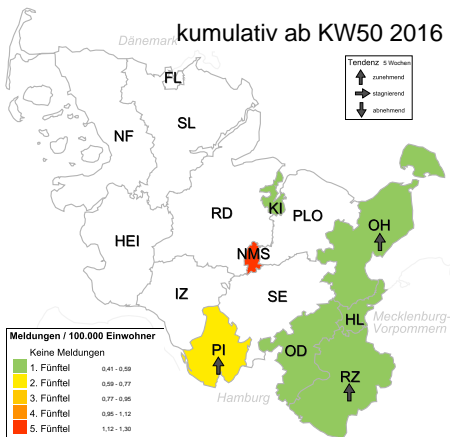 kumulativ ab KW50 2016
Dänemark
Tendenz 5 Wochen
zunehmend
stagnierend
abnehmend
FL
SL
NF
KI
RD
PLO
OH
HEI
NMS
IZ
SE
HL
Mecklenburg-
Vorpommern
PI
OD
RZ
Hamburg
Meldungen / 100.000 Einwohner
Keine Meldungen
1. Fünftel 0,41 - 0,59
2. Fünftel 0,59 - 0,77
3. Fünftel 0,77 - 0,95
4. Fünftel 0,95 - 1,12
5. Fünftel 1,12 - 1,30